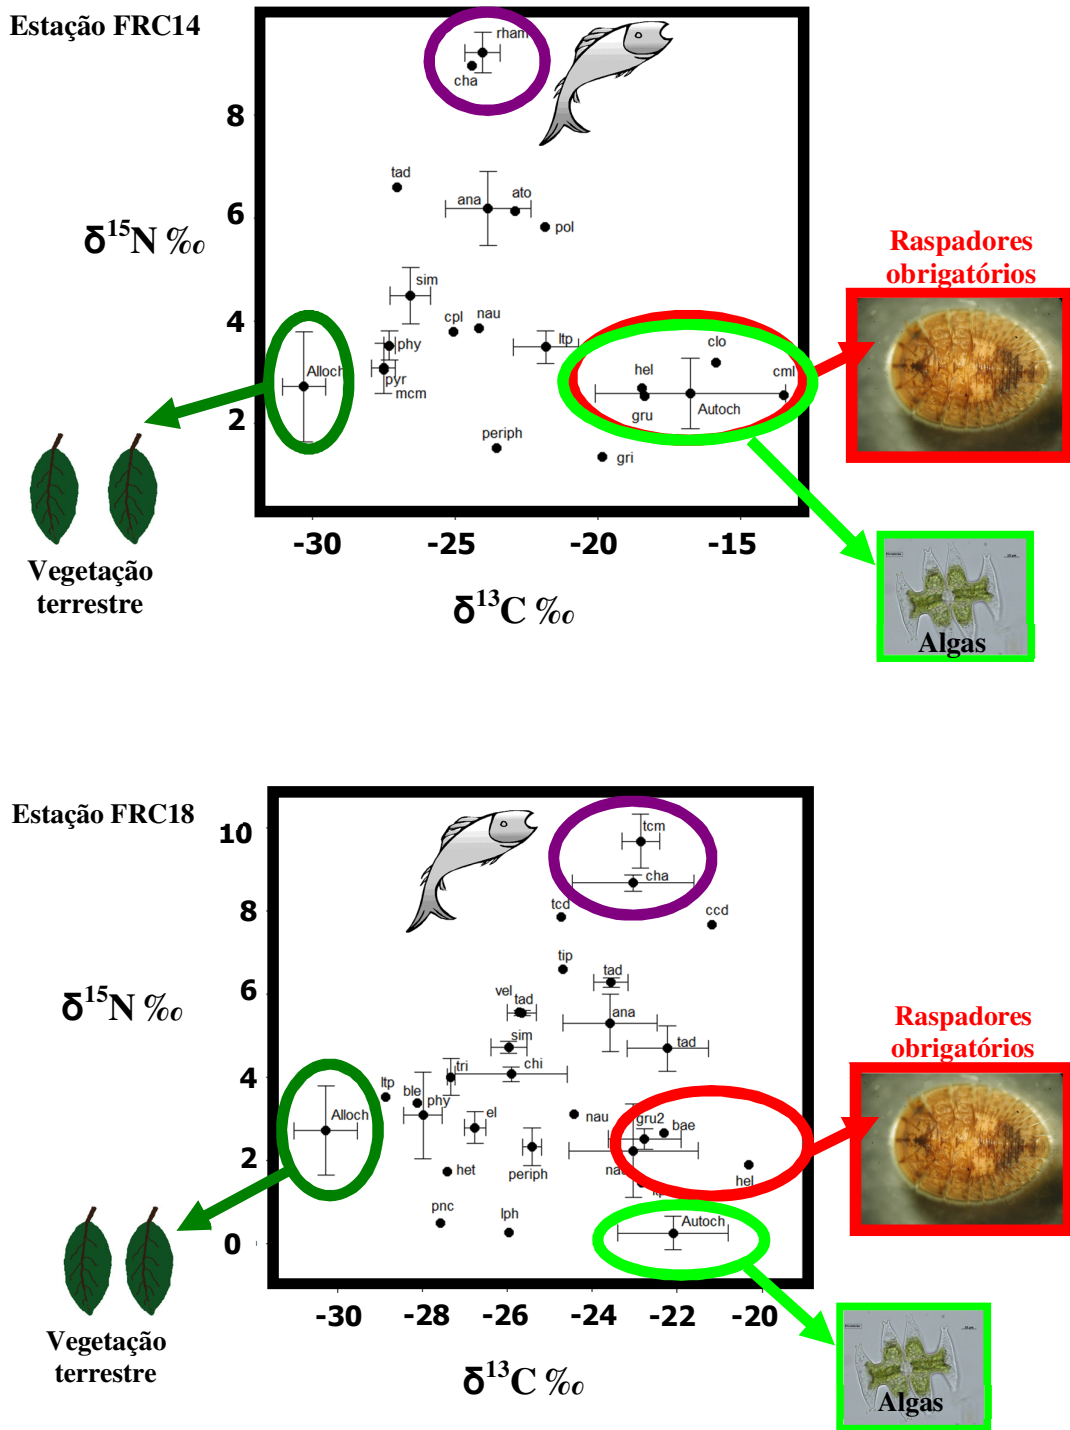 Estação FRC14
rham
cha
8
tad
ana
ato
6
pol
δ¹⁵N ‰
Raspadores
obrigatórios
sim
4
cpl
nau
phy
ltp
clo
pyr
mcm
Alloch
hel
cml
gru
Autoch
2
periph
gri
-30
-25
-20
-15
Vegetação
terrestre
δ¹³C ‰
Algas
Estação FRC18
10
tcm
cha
8
tcd
ccd
tip
tad
6
δ¹⁵N ‰
vel
tad
ana
sim
tad
Raspadores
obrigatórios
4
tri
chi
ltp
ble
phy
Alloch
el
nau
gru2
bae
2
het
periph
hel
pnc
lph
Autoch
0
-30
-28
-26
-24
-22
-20
Vegetação
terrestre
δ¹³C ‰
Algas